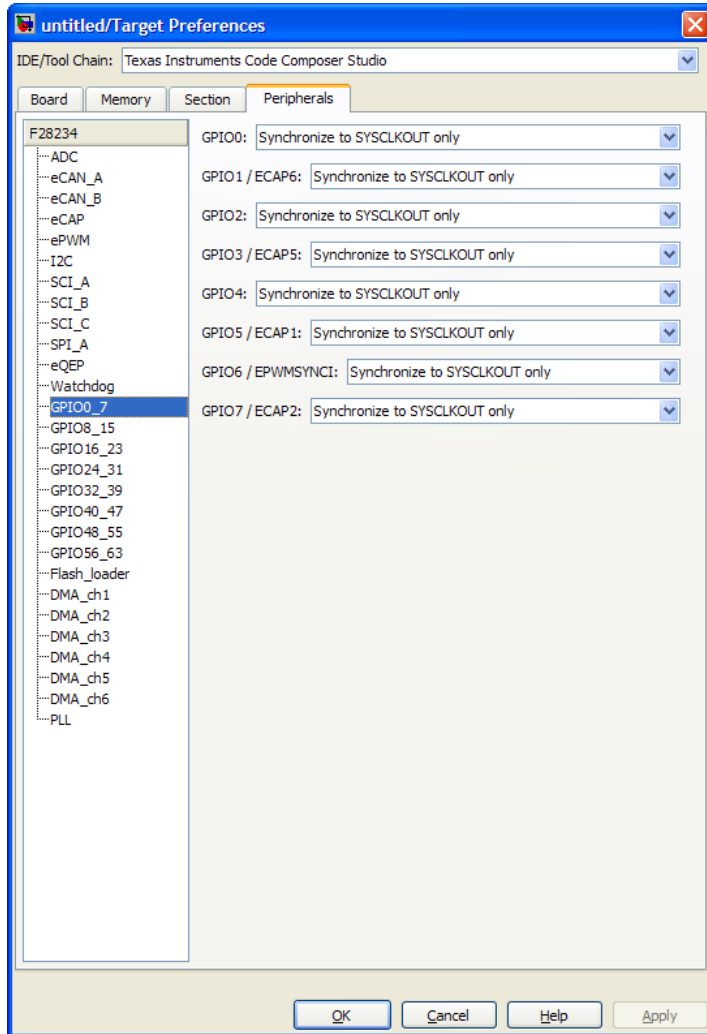 untitled/Target Preferences
IDE/Tool Chain: Texas Instruments Code Composer Studio
Board Memory Section Peripherals
F28234
ADC
eCAN_A
eCAN_B
eCAP
ePWM
I2C
SCI_A
SCI_B
SCI_C
SPI_A
eQEP
Watchdog
GPIO0_7
GPIO8_15
GPIO16_23
GPIO24_31
GPIO32_39
GPIO40_47
GPIO48_55
GPIO56_63
Flash_loader
DMA_ch1
DMA_ch2
DMA_ch3
DMA_ch4
DMA_ch5
DMA_ch6
PLL
GPIO0: Synchronize to SYSCLKOUT only
GPIO1 / ECAP6: Synchronize to SYSCLKOUT only
GPIO2: Synchronize to SYSCLKOUT only
GPIO3 / ECAP5: Synchronize to SYSCLKOUT only
GPIO4: Synchronize to SYSCLKOUT only
GPIO5 / ECAP1: Synchronize to SYSCLKOUT only
GPIO6 / EPWMSYNCI: Synchronize to SYSCLKOUT only
GPIO7 / ECAP2: Synchronize to SYSCLKOUT only
OK Cancel Help Apply